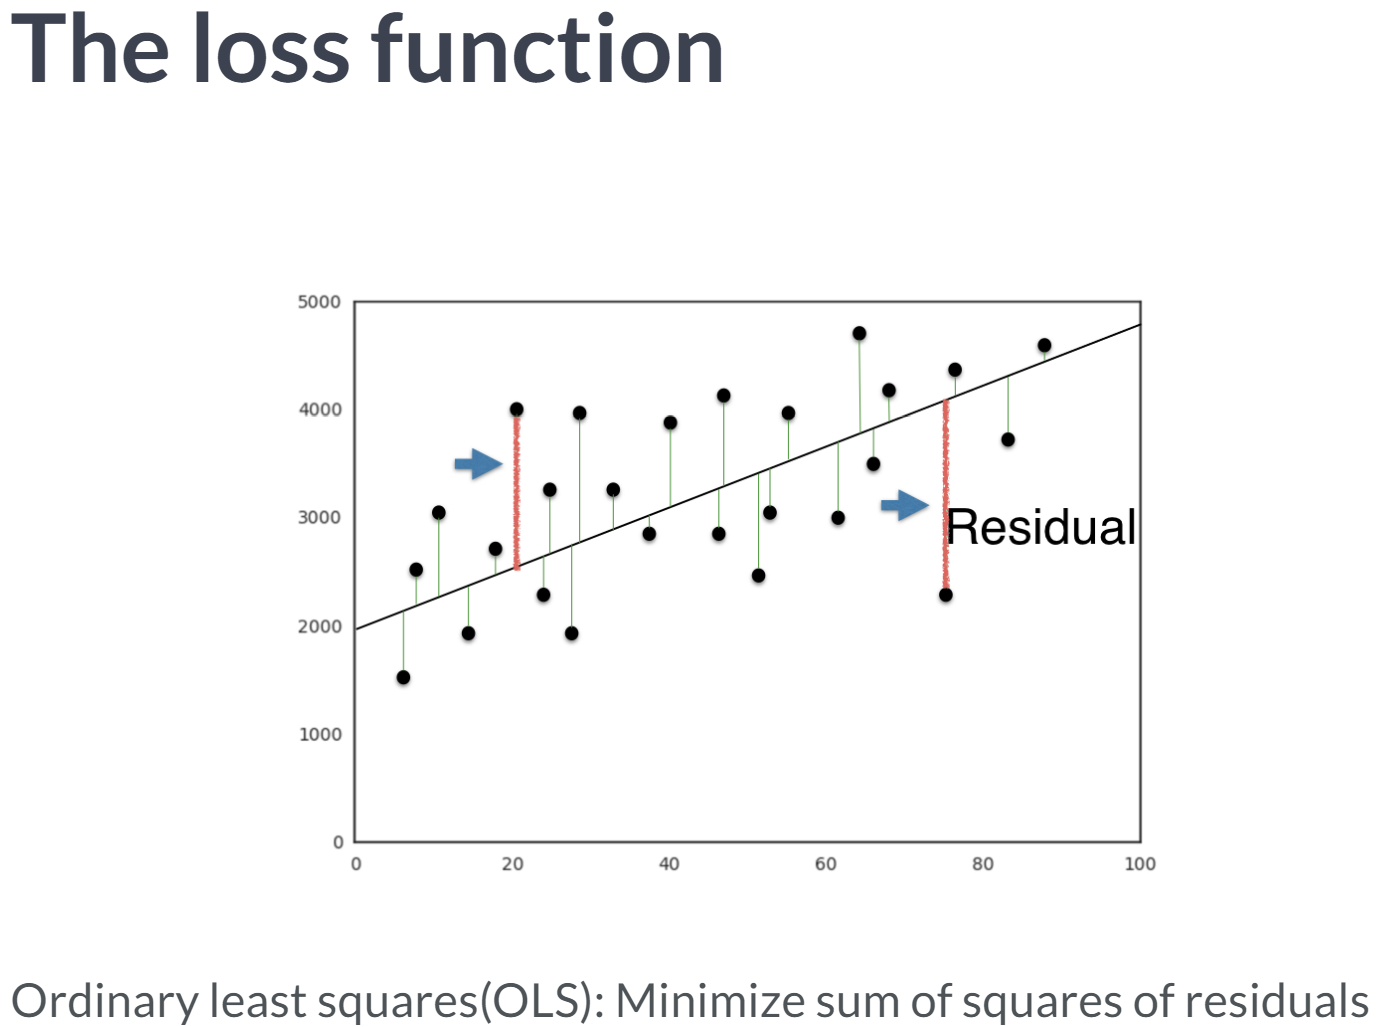 The loss function
5000
4000
3000
Residual
2000
1000
0
0 20 40 60 80 100
Ordinary least squares(OLS): Minimize sum of squares of residuals